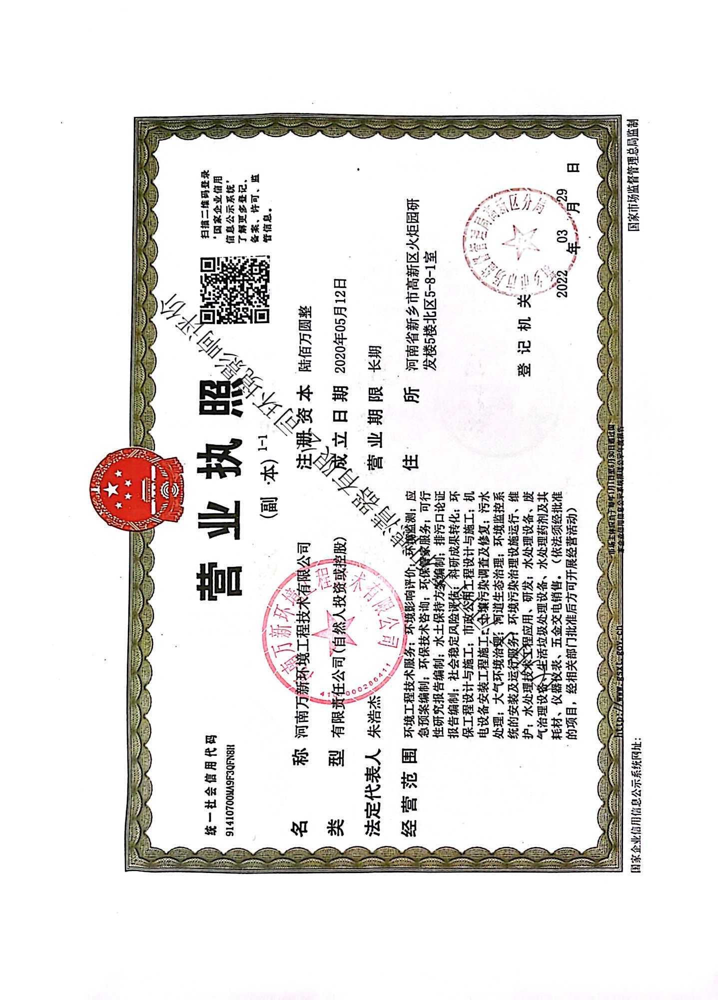 统一社会信用代码
91410700MA9F3QFN8H
营业执照
(副 本) 1-1
扫描二维码登录
‘国家企业信用
信息公示系统’
了解更多登记、
备案、许可、监
管信息。
名称 河南万新环境工程技术有限公司
类型 有限责任公司(自然人投资或控股)
法定代表人 朱浩杰
经营范围 环境工程技术服务；环境影响评价；环境监测；应
急预案编制；环保技术咨询；环保管家服务；可行
性研究报告编制；水土保持方案编制；排污口论证
报告编制；社会稳定风险评估；科研成果转化；环
保工程设计与施工；市政公用工程设计与施工；机
电设备安装工程施工；土壤污染调查及修复；污水
处理；大气环境治理；河道生态治理；环境监控系
统的安装及运行服务；环境污染治理设施运行、维
护；水处理技术工程应用、研发；水处理设备、废
气治理设备、生活垃圾处理设备、水处理药剂及其
耗材、仪器仪表、五金交电销售。（依法须经批准
的项目，经相关部门批准后方可开展经营活动）
注册资本 陆佰万圆整
成立日期 2020年05月12日
营业期限 长期
住所 河南省新乡市高新区火炬园研
发楼5楼北区5-8-1室
登记机关
2022年03月29日
新乡市市场监督管理局高新区分局
河南万新环境工程技术有限公司
有限公司环境影响评价
国家企业信用信息公示系统网址：
http://www.gsxt.gov.cn
市场主体应当于每年1月1日至6月30日通过国
家企业信用信息公示系统报送公示年度报告
国家市场监督管理总局监制